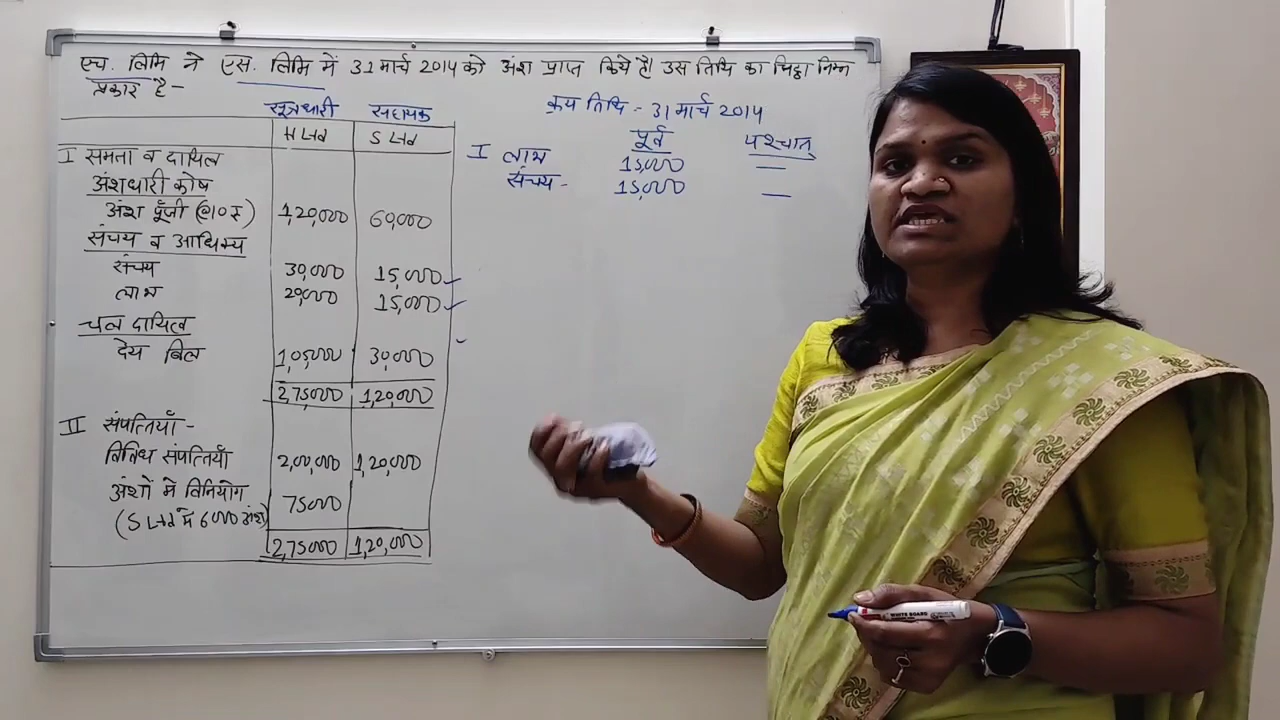 एच. लिमि ने एस. लिमि में 31 मार्च 2014 को अंश प्राप्त किये है। उस तिथि का चिट्ठा निम्न
प्रकार है -
सूत्रधारी सहायक
H Ltd S Ltd
I समता व दायित्व
अंशधारी कोष
अंश पूँजी (@10₹) 1,20,000 60,000
संचय व आधिक्य
संचय 30,000 15,000
लाभ 20,000 15,000
चल दायित्व
देय बिल 1,05,000 30,000
2,75,000 1,20,000
II संपत्तियाँ -
विविध संपत्तियाँ 2,00,000 1,20,000
अंशों में विनियोग 75000
(S Ltd में 6000 अंश)
2,75,000 1,20,000
क्रय तिथि - 31 मार्च 2014
पूर्व पश्चात्
I लाभ 15,000 —
संचय - 15,000 —
WHITE BOARD